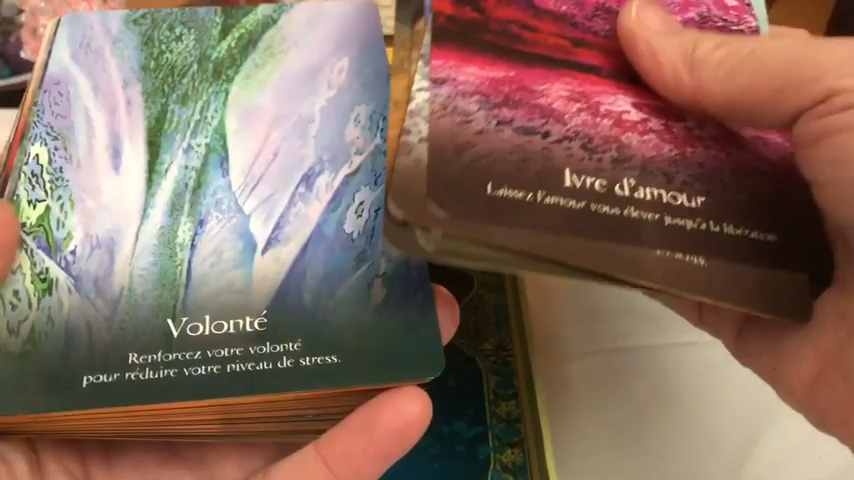 Volonté
Renforcez votre volonté
pour réduire votre niveau de stress.
Ivre d'amour
Laissez l'amour vous élever jusqu'à la libération